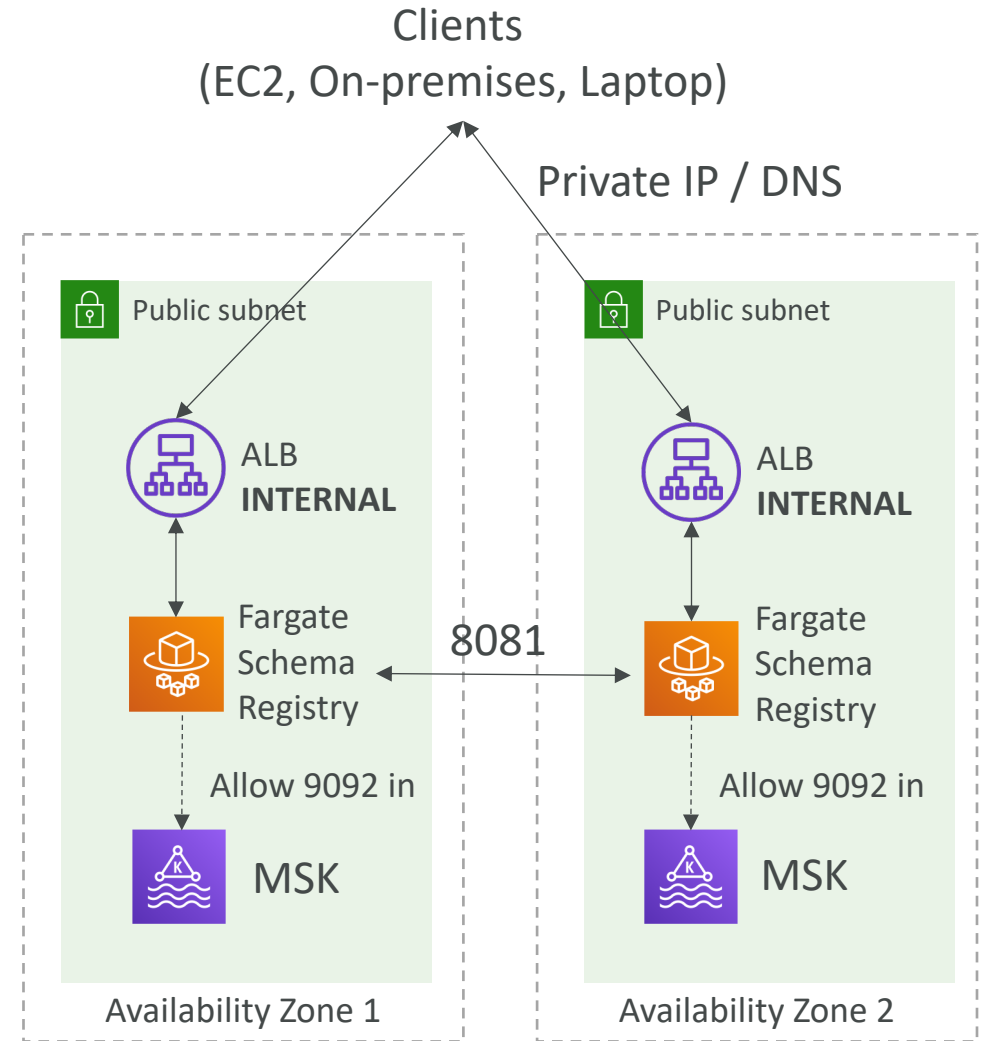 Clients
(EC2, On-premises, Laptop)
Private IP / DNS
Public subnet
ALB
INTERNAL
Fargate
Schema
Registry
Allow 9092 in
K
MSK
Availability Zone 1
8081
Public subnet
ALB
INTERNAL
Fargate
Schema
Registry
Allow 9092 in
K
MSK
Availability Zone 2